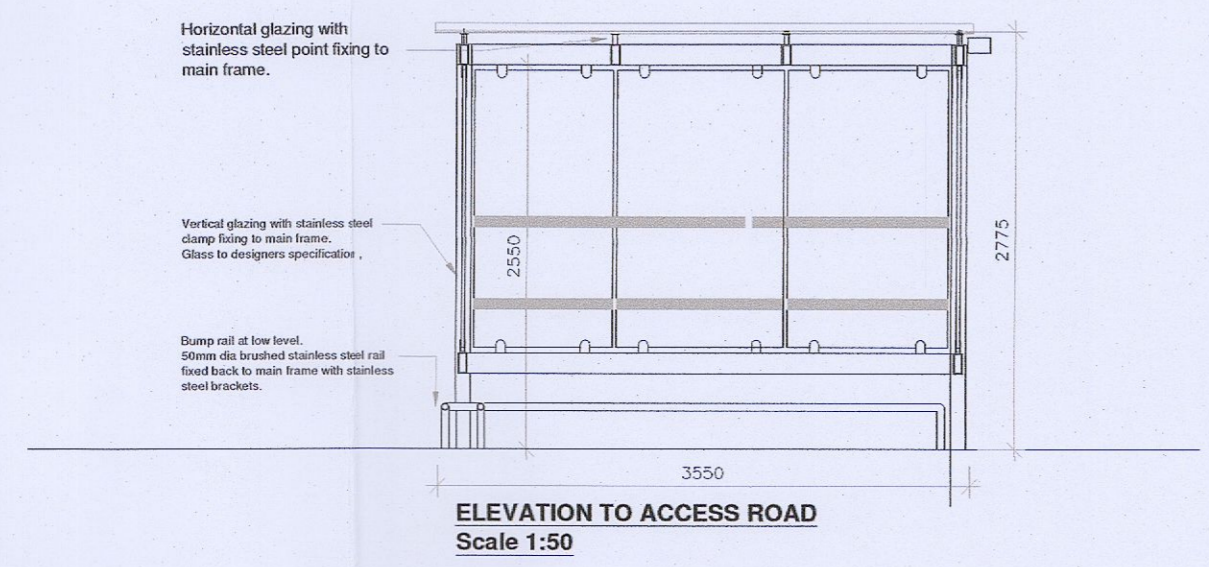 Horizontal glazing with
stainless steel point fixing to
main frame.
Vertical glazing with stainless steel
clamp fixing to main frame.
Glass to designers specification ,
2550
2775
Bump rail at low level.
50mm dia brushed stainless steel rail
fixed back to main frame with stainless
steel brackets.
3550
ELEVATION TO ACCESS ROAD
Scale 1:50